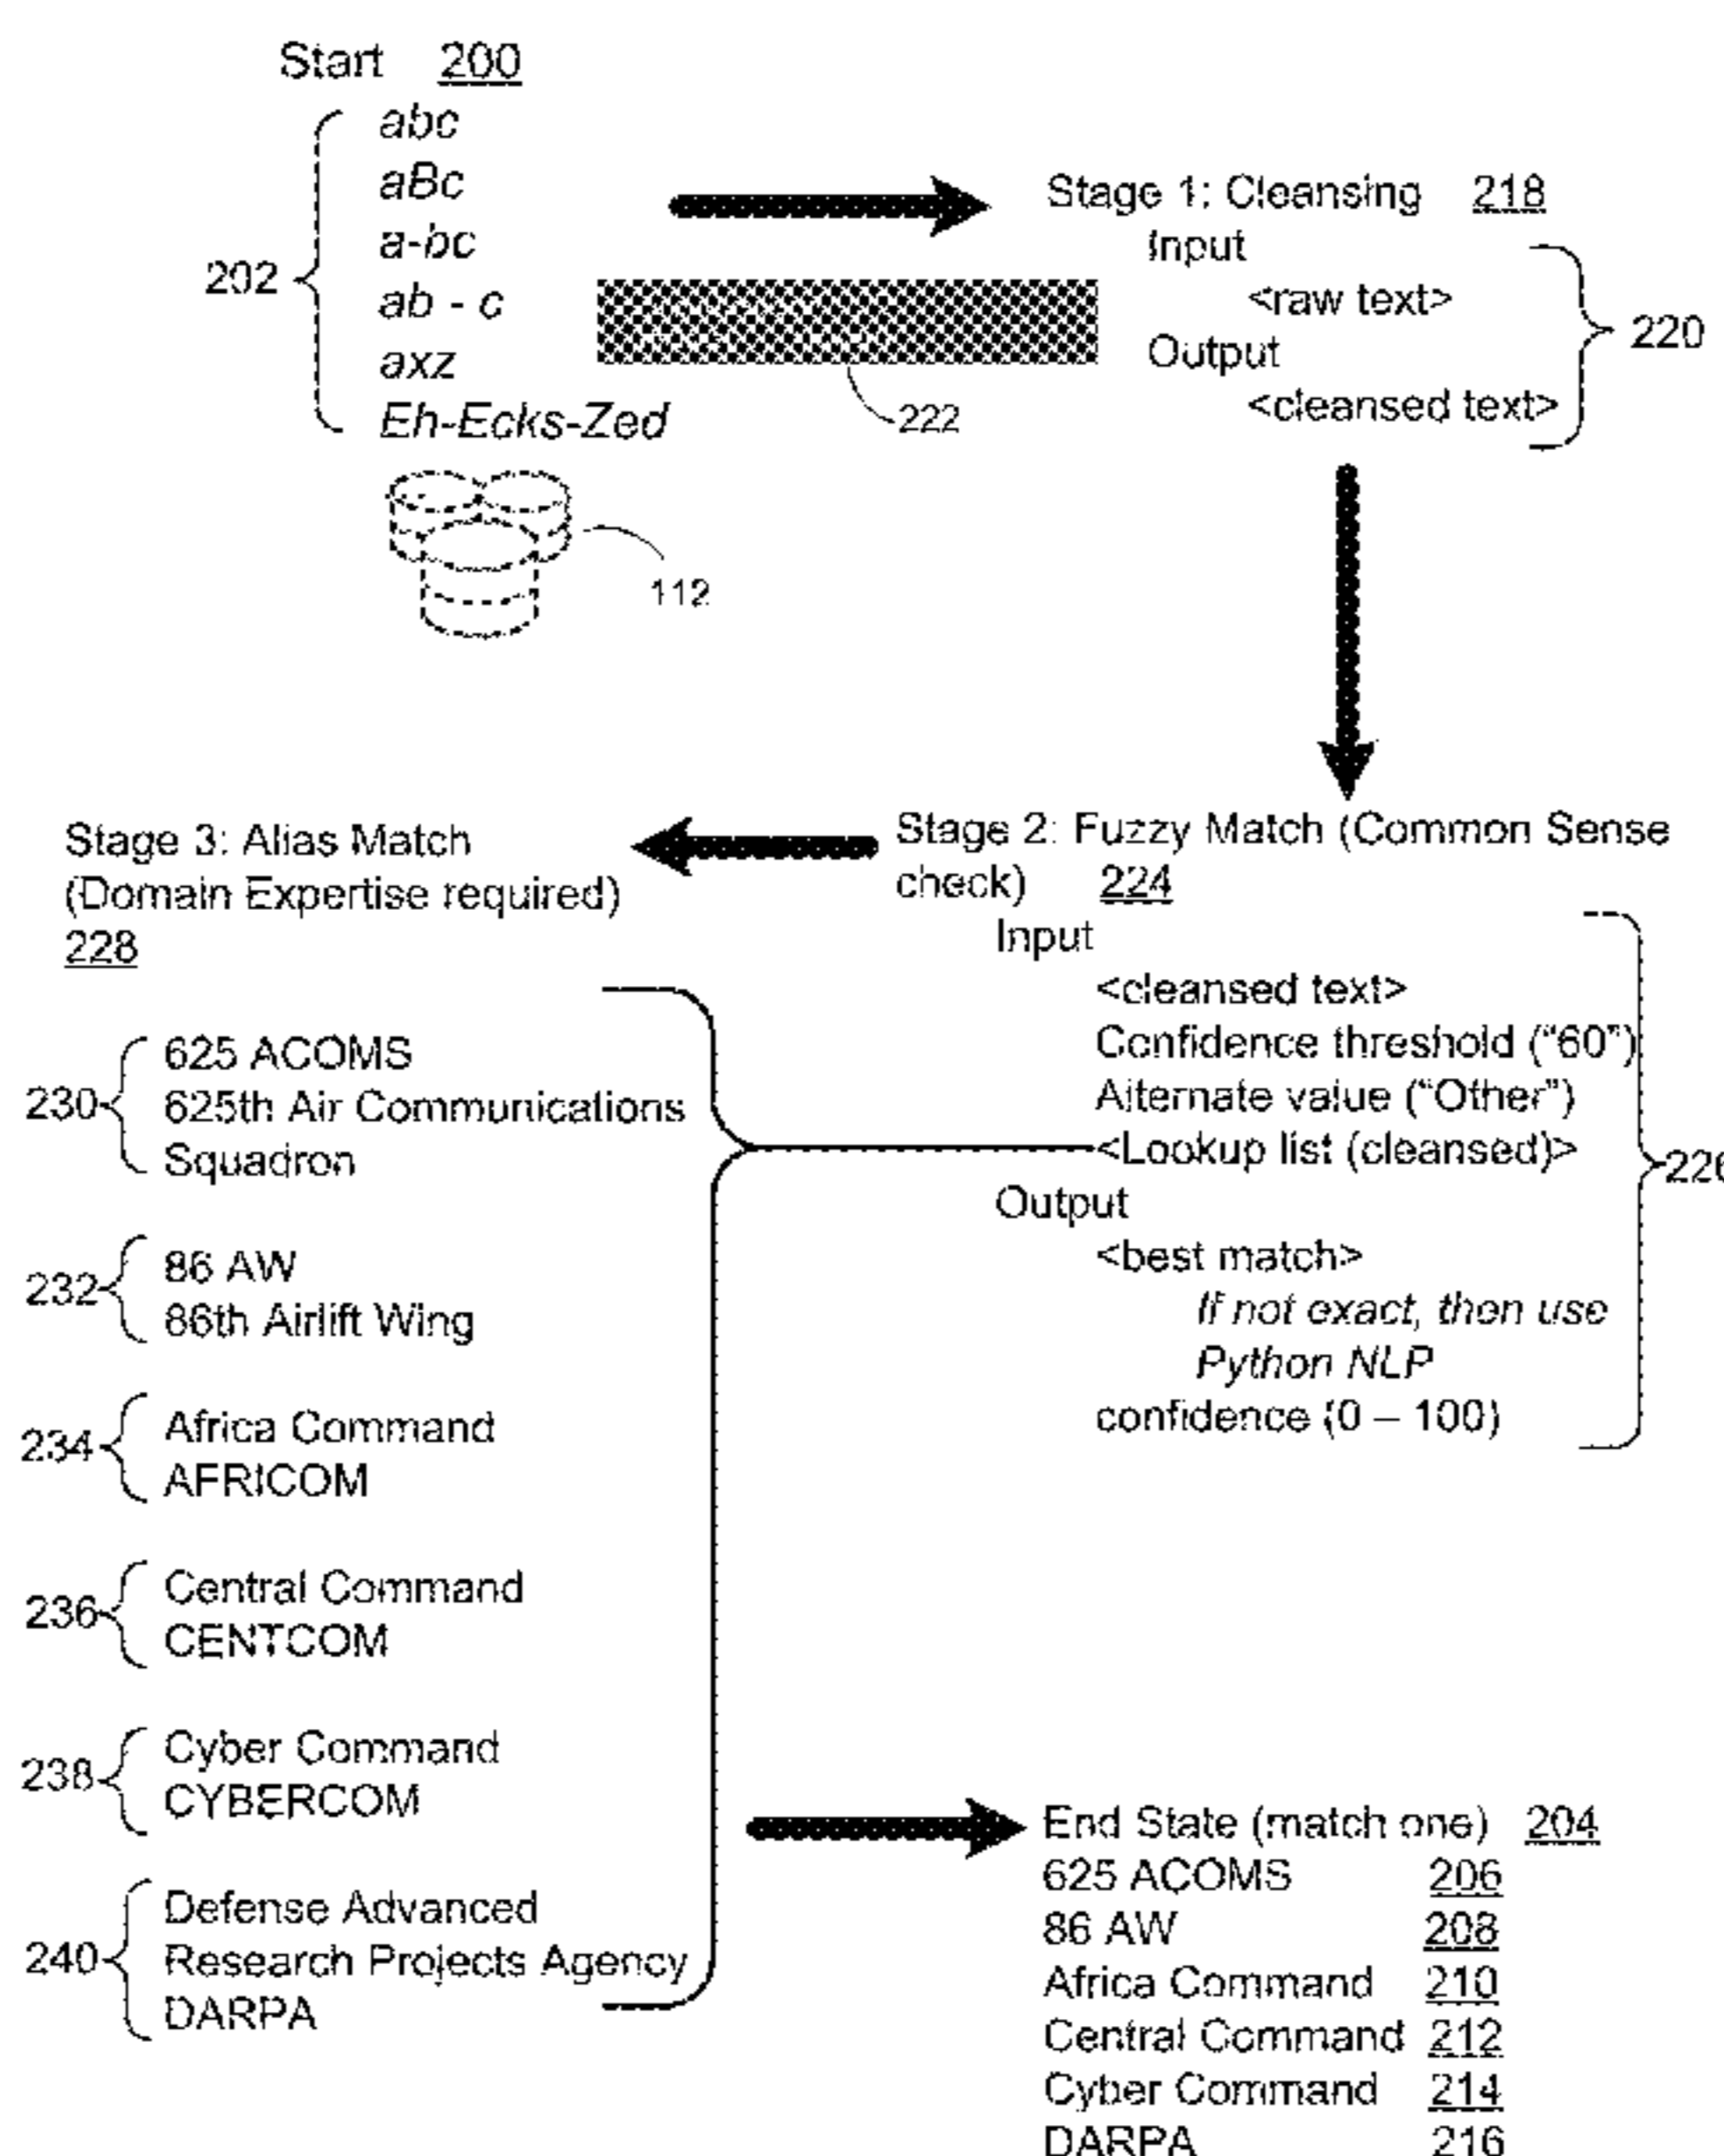 Start 200
abc
aBc
a-bc
ab - c
axz
Eh-Ecks-Zed
202
112
222
Stage 1: Cleansing 218
Input
<raw text>
Output
<cleansed text>
220
Stage 2: Fuzzy Match (Common Sense
check) 224
Input
<cleansed text>
Confidence threshold (“60”)
Alternate value (“Other”)
<Lookup list (cleansed)>
Output
<best match>
If not exact, then use
Python NLP
confidence (0 – 100)
226
Stage 3: Alias Match
(Domain Expertise required)
228
230
625 ACOMS
625th Air Communications
Squadron
232
86 AW
86th Airlift Wing
234
Africa Command
AFRICOM
236
Central Command
CENTCOM
238
Cyber Command
CYBERCOM
240
Defense Advanced
Research Projects Agency
DARPA
End State (match one) 204
625 ACOMS 206
86 AW 208
Africa Command 210
Central Command 212
Cyber Command 214
DARPA 216